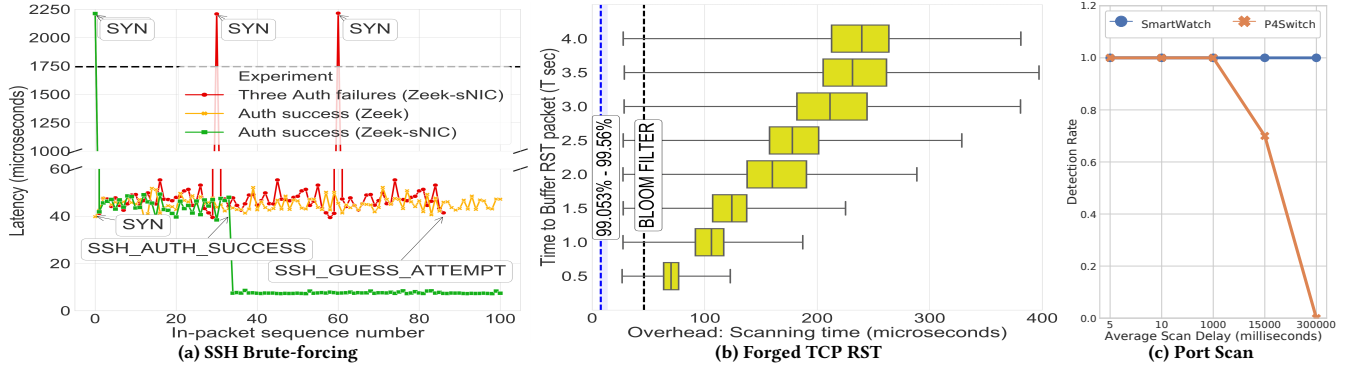 2250
2000
1750
1500
1250
1000
60
40
20
0
Latency (microseconds)
SYN
SYN
SYN
Experiment
Three Auth failures (Zeek-sNIC)
Auth success (Zeek)
Auth success (Zeek-sNIC)
SYN
SSH_AUTH_SUCCESS
SSH_GUESS_ATTEMPT
0 20 40 60 80 100
In-packet sequence number
(a) SSH Brute-forcing
Time to Buffer RST packet (T sec)
4.0
3.5
3.0
2.5
2.0
1.5
1.0
0.5
99.053% - 99.56%
BLOOM FILTER
0 100 200 300 400
Overhead: Scanning time (microseconds)
(b) Forged TCP RST
SmartWatch P4Switch
Detection Rate
1.2
1.0
0.8
0.6
0.4
0.2
0.0
5 10 1000 15000 300000
Average Scan Delay (milliseconds)
(c) Port Scan